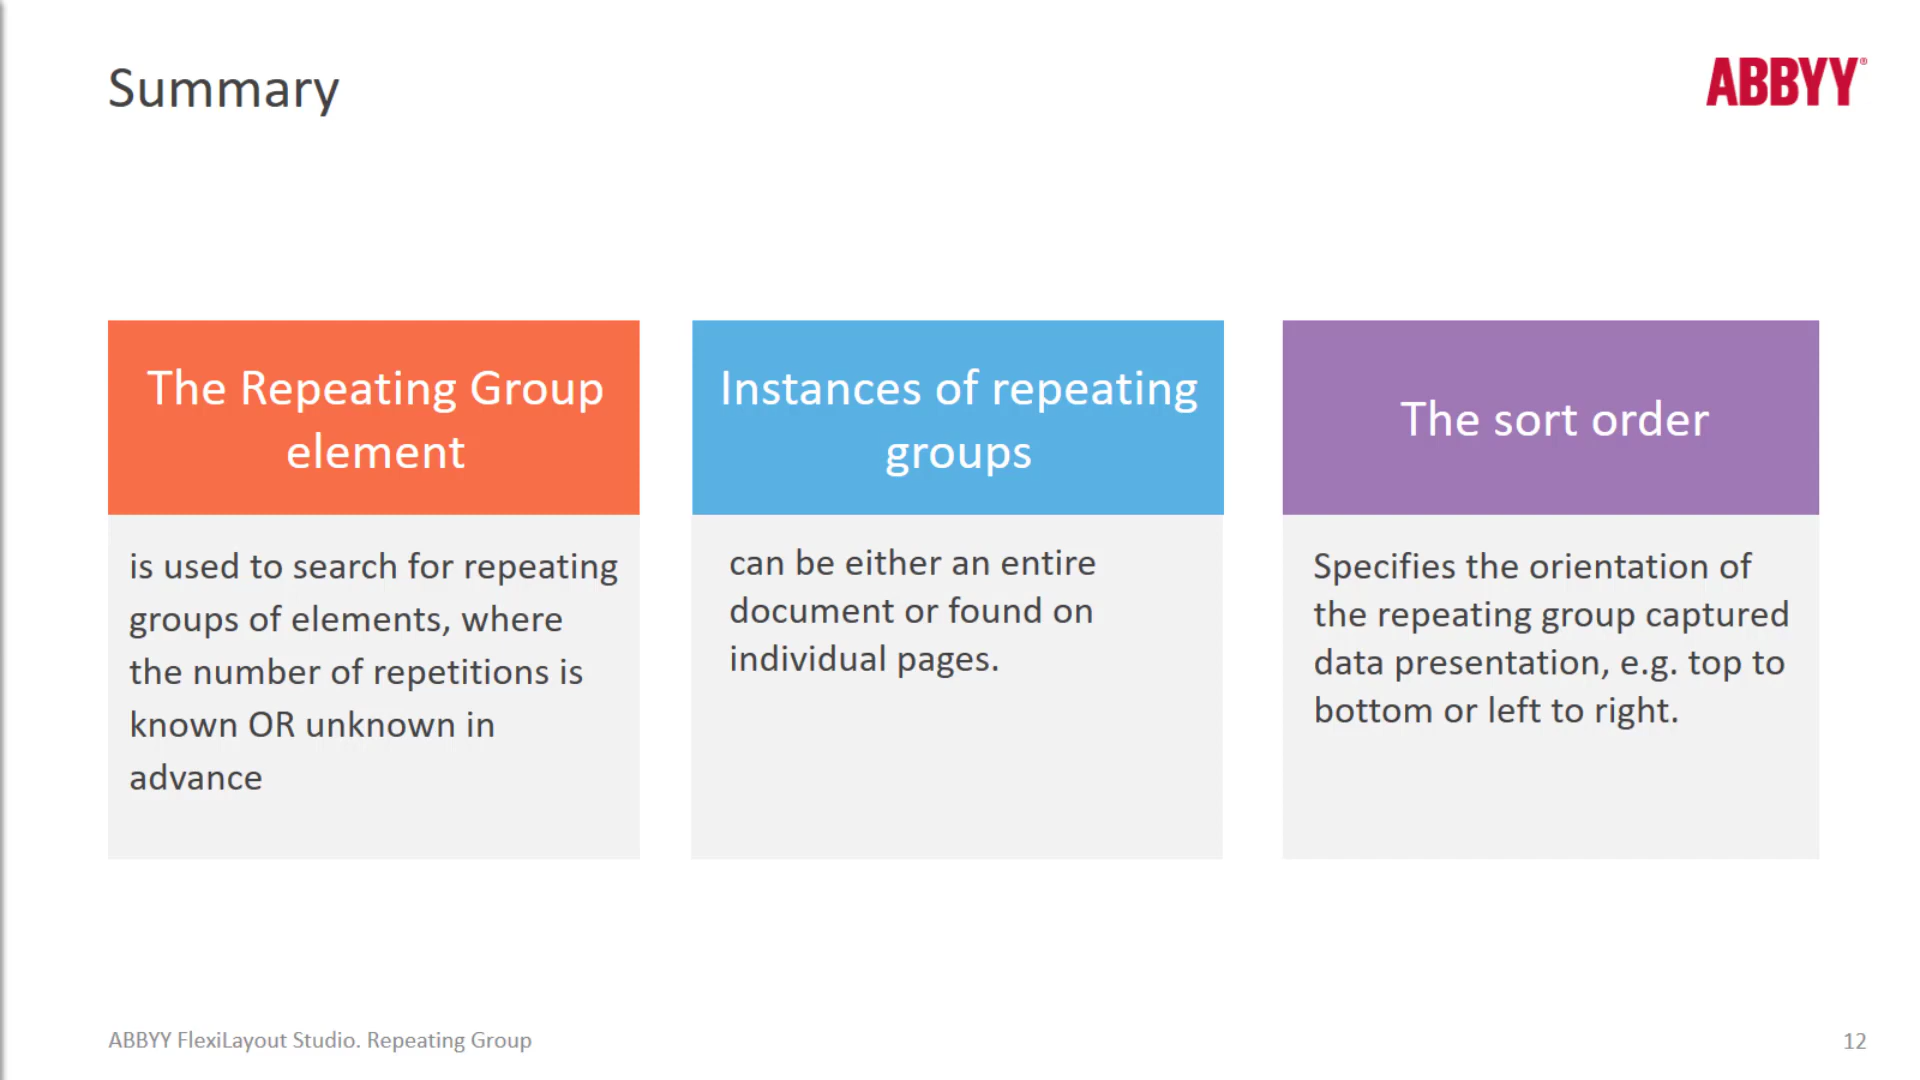 Summary
ABBYY®
The Repeating Group
element
is used to search for repeating
groups of elements, where
the number of repetitions is
known OR unknown in
advance
Instances of repeating
groups
can be either an entire
document or found on
individual pages.
The sort order
Specifies the orientation of
the repeating group captured
data presentation, e.g. top to
bottom or left to right.
ABBYY FlexiLayout Studio. Repeating Group
12